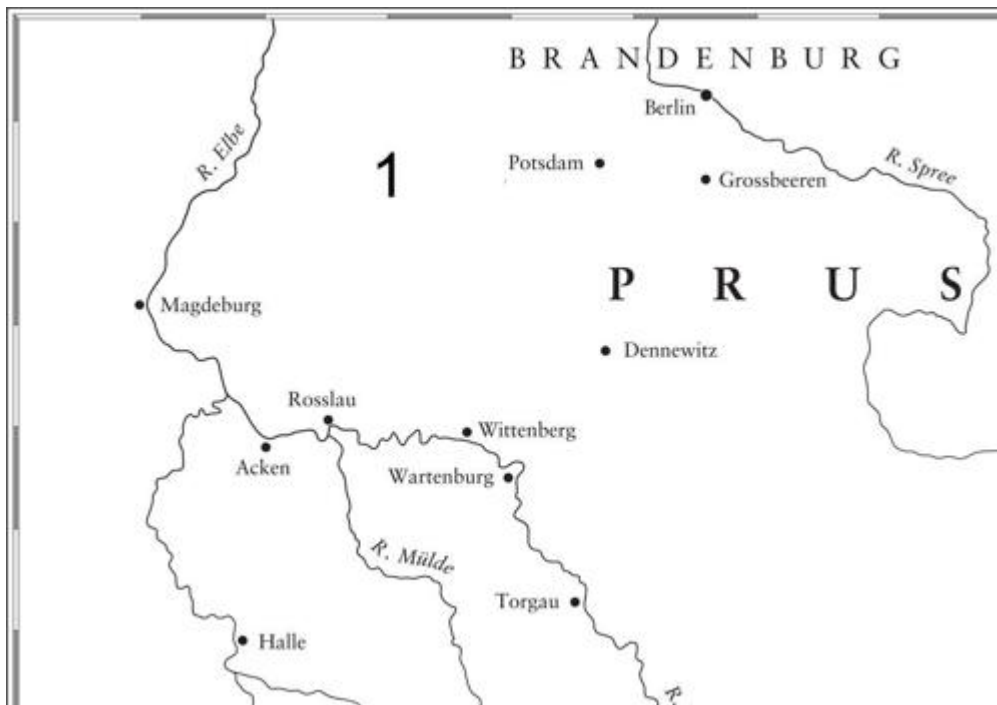 BRANDENBURG
Berlin
R. Elbe
1
Potsdam
R. Spree
Grossbeeren
PRUS
Magdeburg
Dennewitz
Rosslau
Wittenberg
Acken
Wartenburg
R. Mülde
Torgau
Halle
R.